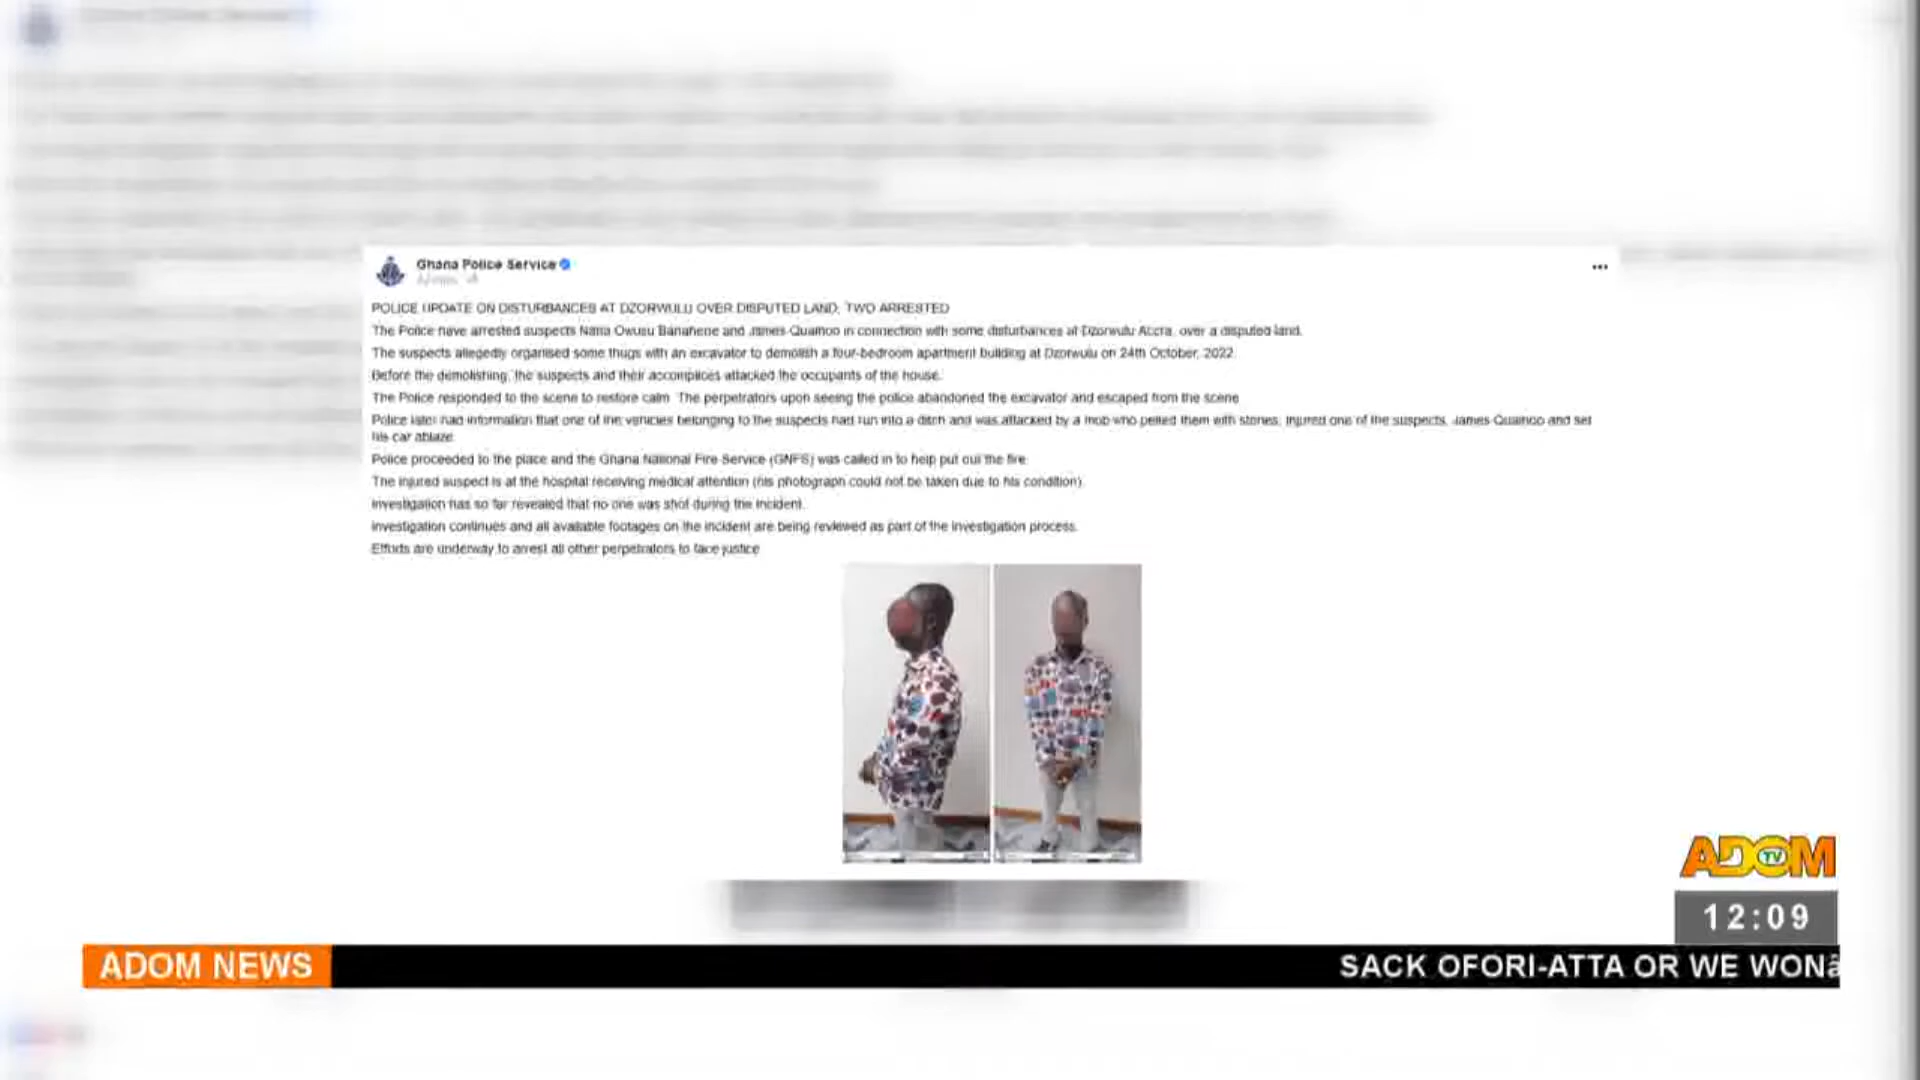 Ghana Police Service
POLICE UPDATE ON DISTURBANCES AT DZORWULU OVER DISPUTED LAND; TWO ARRESTED
The Police have arrested suspects Nana Owusu Banahene and James Quainoo in connection with some disturbances at Dzorwulu Accra, over a disputed land.
The suspects allegedly organised some thugs with an excavator to demolish a four-bedroom apartment building at Dzorwulu on 24th October, 2022.
Before the demolishing, the suspects and their accomplices attacked the occupants of the house.
The Police responded to the scene to restore calm. The perpetrators upon seeing the police abandoned the excavator and escaped from the scene.
Police later had information that one of the vehicles belonging to the suspects had run into a ditch and was attacked by a mob who pelted them with stones, injured one of the suspects, James Quainoo and set
his car ablaze.
Police proceeded to the place and the Ghana National Fire Service (GNFS) was called in to help put out the fire.
The injured suspect is at the hospital receiving medical attention (his photograph could not be taken due to his condition).
Investigation has so far revealed that no one was shot during the incident.
Investigation continues and all available footages on the incident are being reviewed as part of the investigation process.
Efforts are underway to arrest all other perpetrators to face justice
ADOM TV
12:09
ADOM NEWS
SACK OFORI-ATTA OR WE WONâ